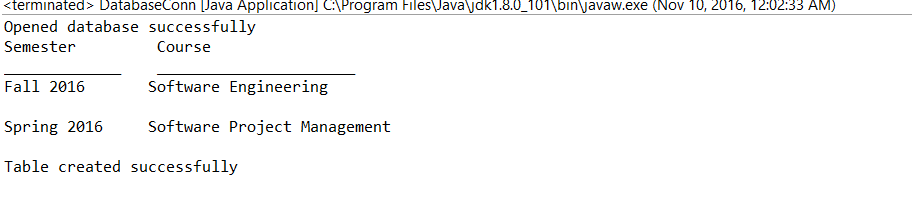 <terminated> DatabaseConn [Java Application] C:\Program Files\Java\jdk1.8.0_101\bin\javaw.exe (Nov 10, 2016, 12:02:33 AM)
Opened database successfully
Semester         Course
_____________    ______________________
Fall 2016       Software Engineering
Spring 2016     Software Project Management
Table created successfully